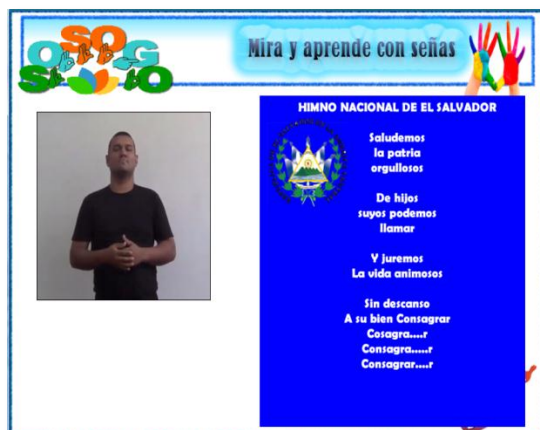 Mira y aprende con señas
HIMNO NACIONAL DE EL SALVADOR
Saludemos
la patria
orgullosos
De hijos
suyos podemos
llamar
Y juremos
La vida animosos
Sin descanso
A su bien Consagrar
Cosagra....r
Consagra.....r
Consagrar....r